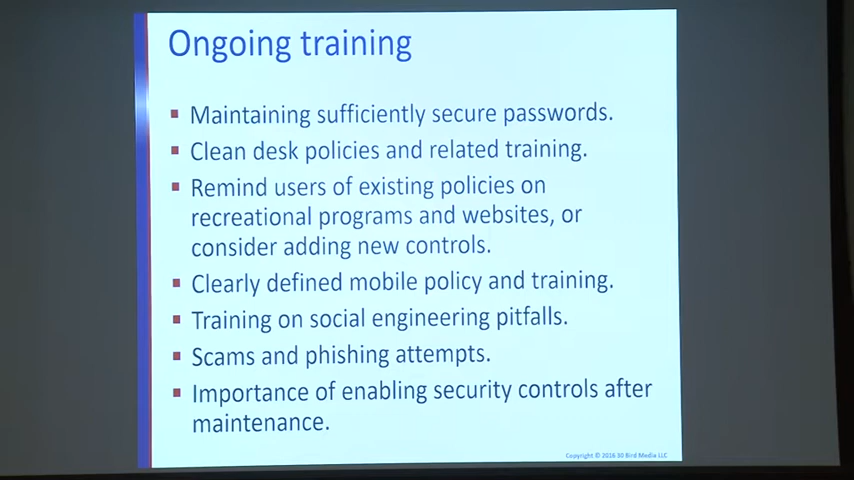 Ongoing training
Maintaining sufficiently secure passwords.
Clean desk policies and related training.
Remind users of existing policies on
recreational programs and websites, or
consider adding new controls.
Clearly defined mobile policy and training.
Training on social engineering pitfalls.
Scams and phishing attempts.
Importance of enabling security controls after
maintenance.
Copyright © 2016 30 Bird Media LLC